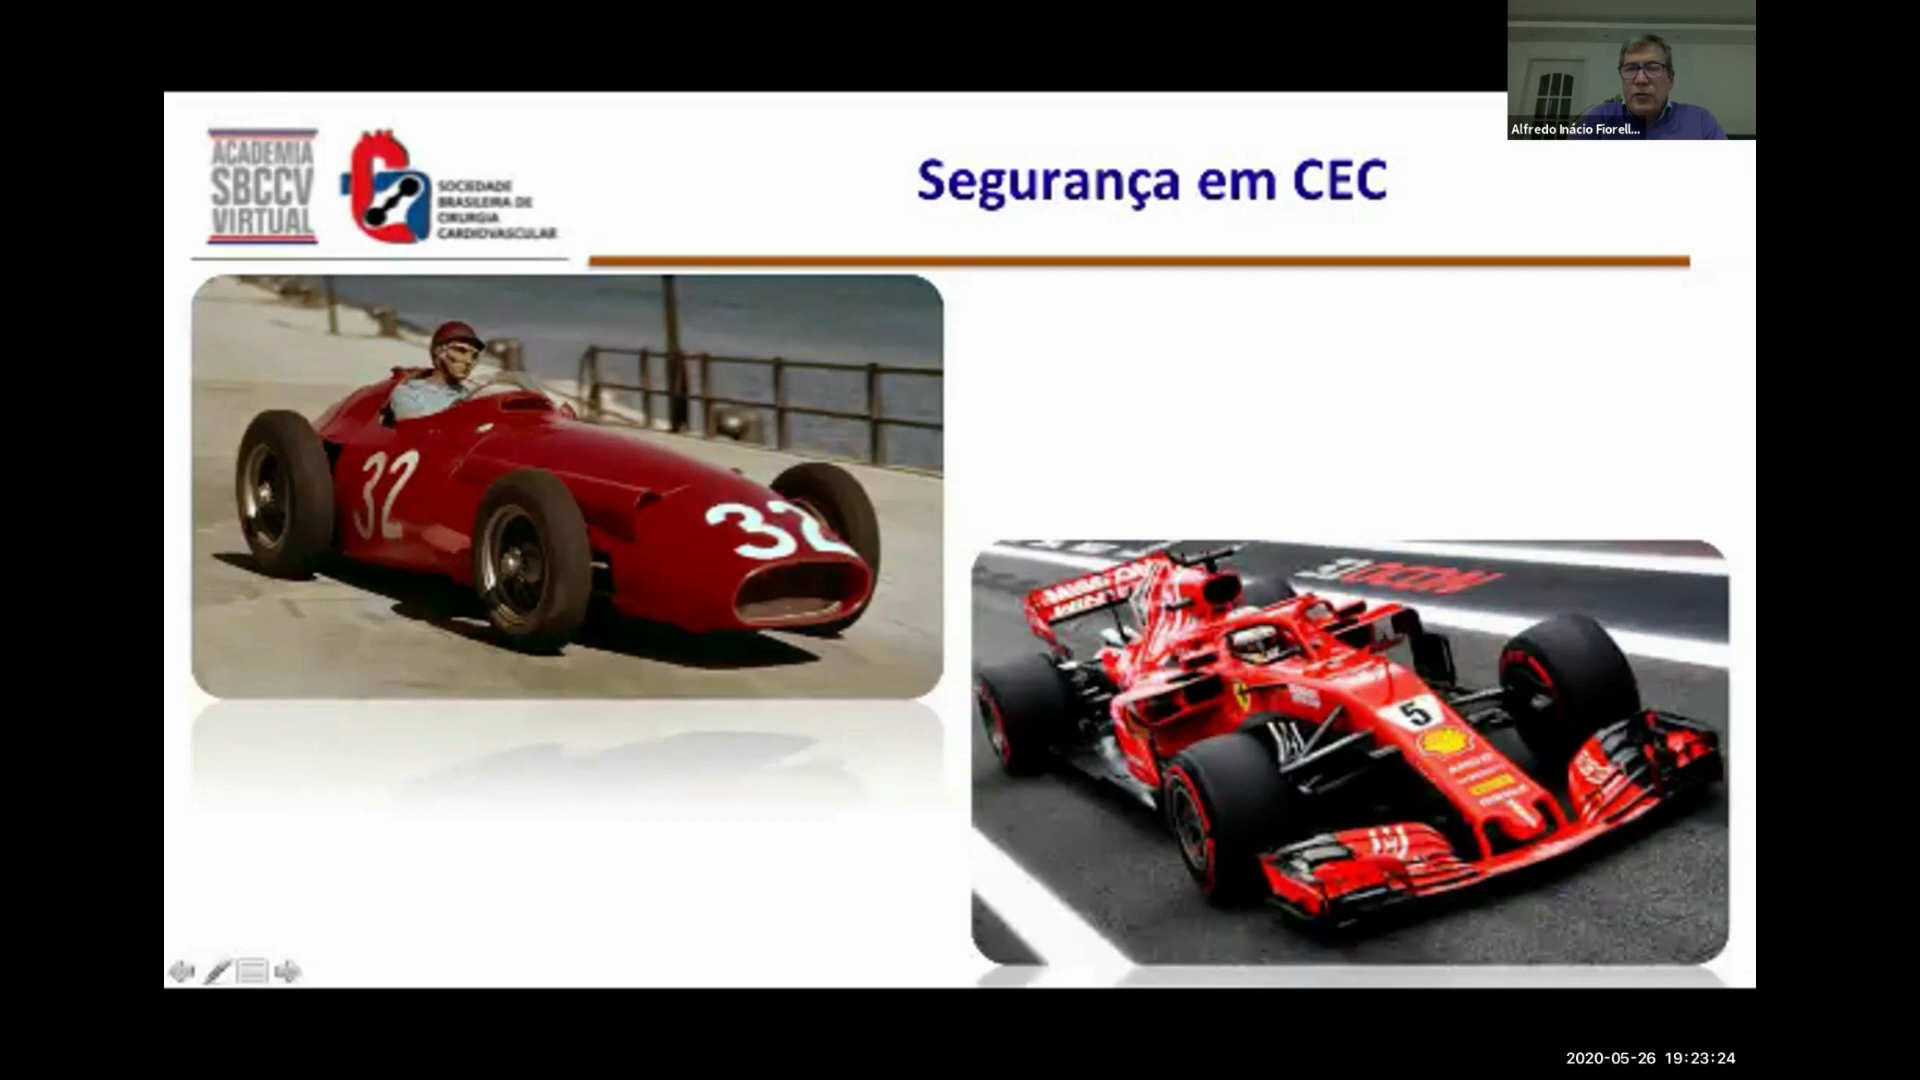 Alfredo Inácio Fiorell...
ACADEMIA
SBCCV
VIRTUAL
SOCIEDADE
BRASILEIRA DE
CIRURGIA
CARDIOVASCULAR
Segurança em CEC
32
32
5
2020-05-26 19:23:24